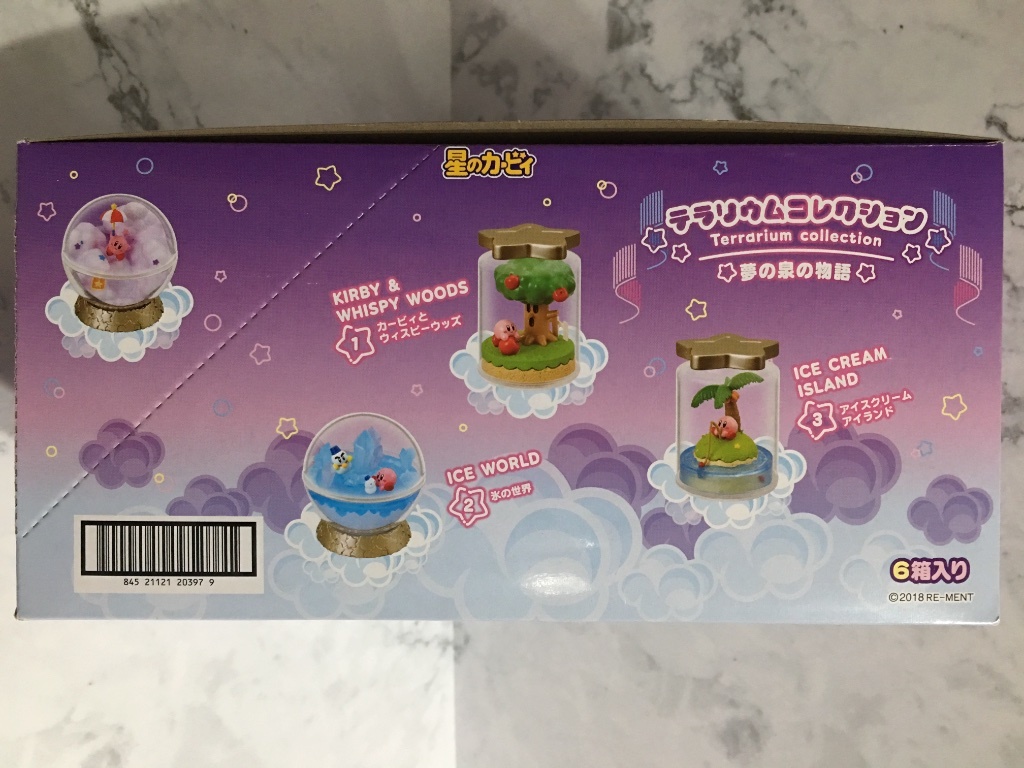 星のカービィ
テラリウムコレクション
Terrarium collection
夢の泉の物語
KIRBY &
WHISPY WOODS
1
カービィと
ウィスピーウッズ
ICE CREAM
ISLAND
3
アイスクリーム
アイランド
ICE WORLD
2
氷の世界
845 21121 20397 9
6箱入り
©2018 RE-MENT